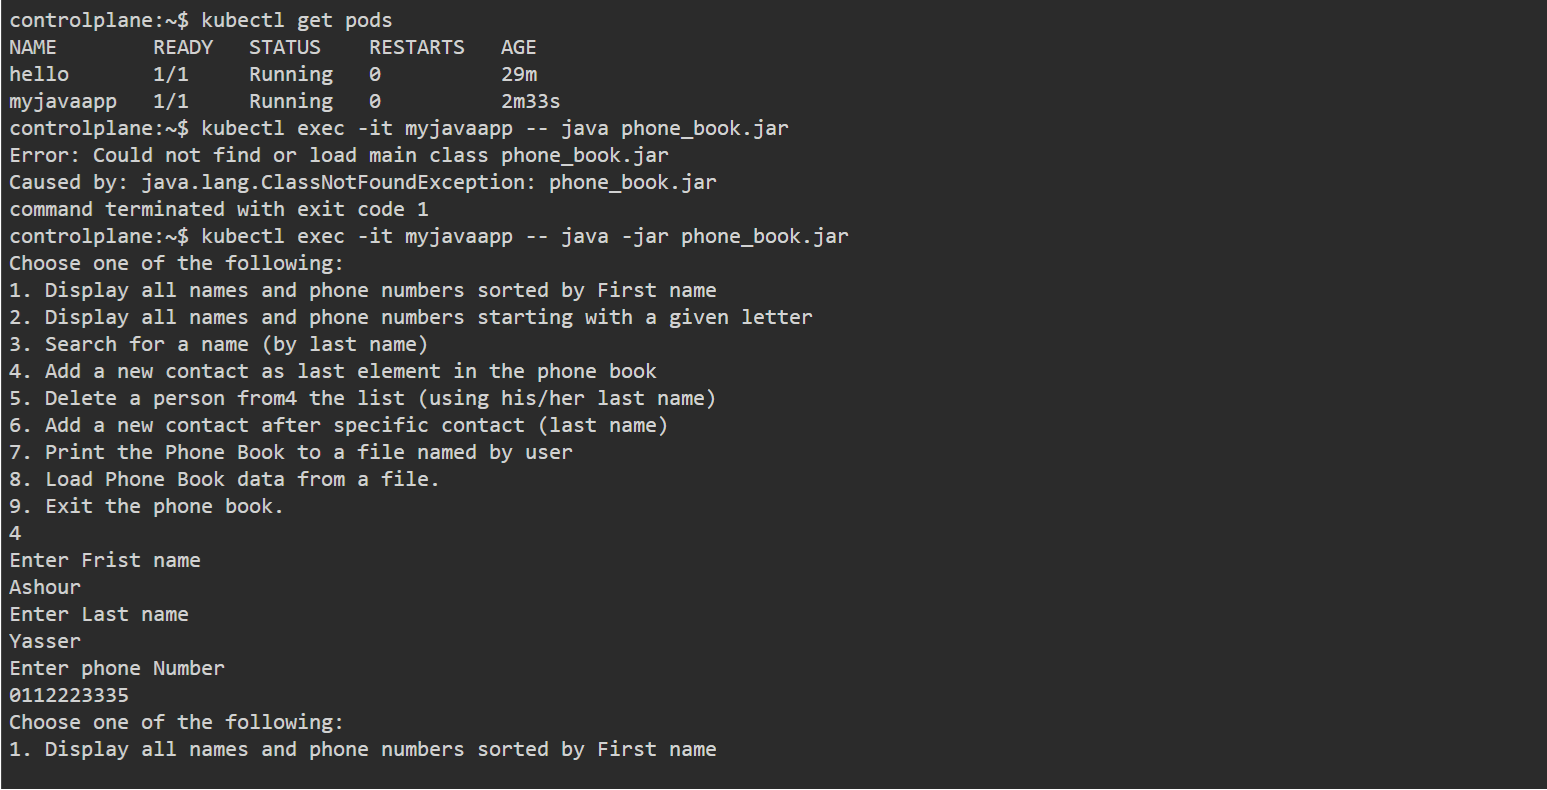 controlplane:~$ kubectl get pods
NAME        READY   STATUS    RESTARTS   AGE
hello       1/1     Running   0          29m
myjavaapp   1/1     Running   0          2m33s
controlplane:~$ kubectl exec -it myjavaapp -- java phone_book.jar
Error: Could not find or load main class phone_book.jar
Caused by: java.lang.ClassNotFoundException: phone_book.jar
command terminated with exit code 1
controlplane:~$ kubectl exec -it myjavaapp -- java -jar phone_book.jar
Choose one of the following:
1. Display all names and phone numbers sorted by First name
2. Display all names and phone numbers starting with a given letter
3. Search for a name (by last name)
4. Add a new contact as last element in the phone book
5. Delete a person from4 the list (using his/her last name)
6. Add a new contact after specific contact (last name)
7. Print the Phone Book to a file named by user
8. Load Phone Book data from a file.
9. Exit the phone book.
4
Enter Frist name
Ashour
Enter Last name
Yasser
Enter phone Number
0112223335
Choose one of the following:
1. Display all names and phone numbers sorted by First name